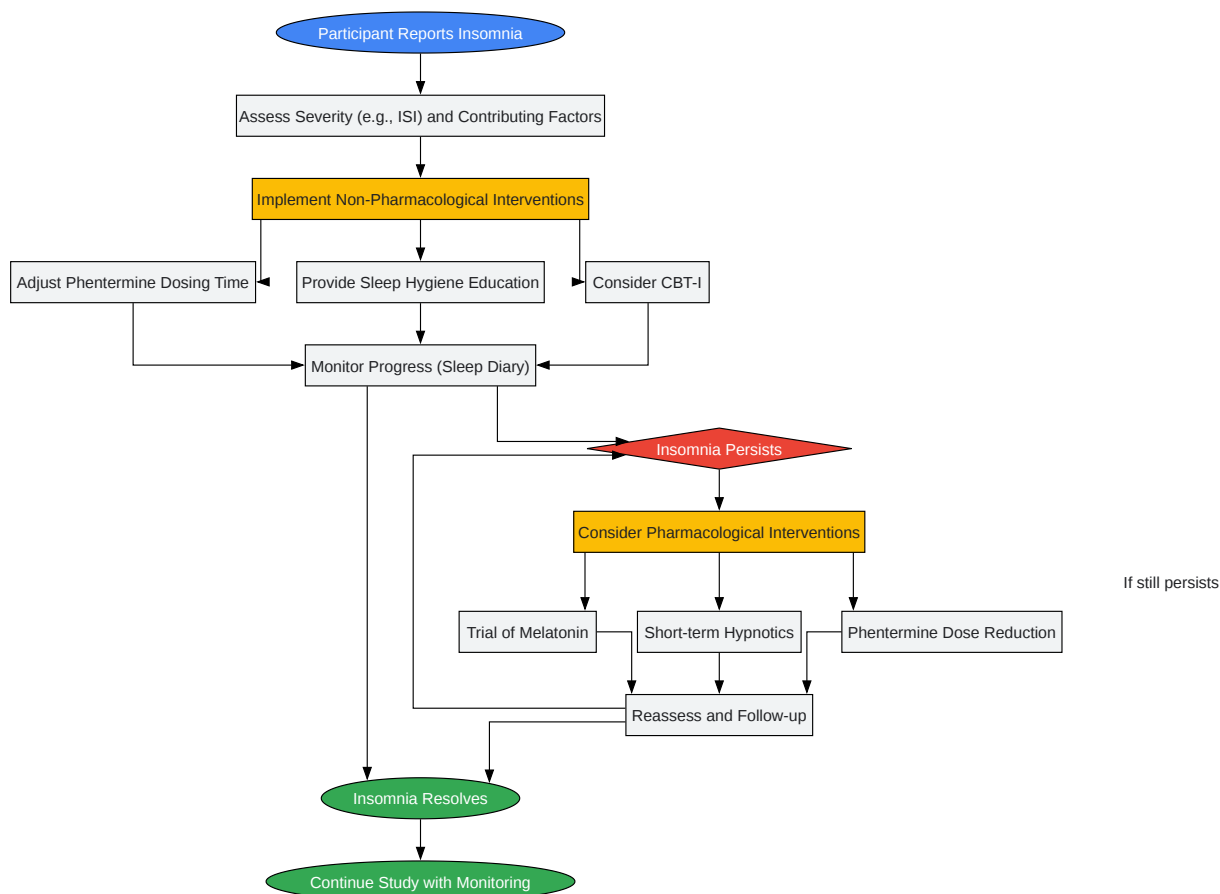 Participant Reports Insomnia
Assess Severity (e.g., ISI) and Contributing Factors
Implement Non-Pharmacological Interventions
Adjust Phentermine Dosing Time
Provide Sleep Hygiene Education
Consider CBT-I
Monitor Progress (Sleep Diary)
Insomnia Persists
Consider Pharmacological Interventions
If still persists
Trial of Melatonin
Short-term Hypnotics
Phentermine Dose Reduction
Reassess and Follow-up
Insomnia Resolves
Continue Study with Monitoring